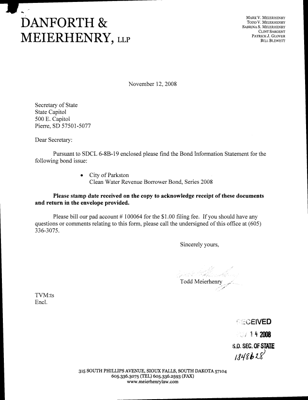 DANFORTH &
MEIERHENRY, LLP
MARK V. MEIERHENRY
TODD V. MEIERHENRY
SABRINA S. MEIERHENRY
CLINT SARGENT
PATRICK J. GLOVER
BILL BLEWETT
November 12, 2008
Secretary of State
State Capitol
500 E. Capitol
Pierre, SD 57501-5077
Dear Secretary:
Pursuant to SDCL 6-8B-19 enclosed please find the Bond Information Statement for the
following bond issue:
• City of Parkston
Clean Water Revenue Borrower Bond, Series 2008
Please stamp date received on the copy to acknowledge receipt of these documents
and return in the envelope provided.
Please bill our pad account # 100064 for the $1.00 filing fee. If you should have any
questions or comments relating to this form, please call the undersigned of this office at (605)
336-3075.
Sincerely yours,
Todd Meierhenry
TVM:ts
Encl.
RECEIVED
14 2008
S.D. SEC. OF STATE
1348628
315 SOUTH PHILLIPS AVENUE, SIOUX FALLS, SOUTH DAKOTA 57104
605.336.3075 (TEL) 605.336.2593 (FAX)
www.meierhenrylaw.com